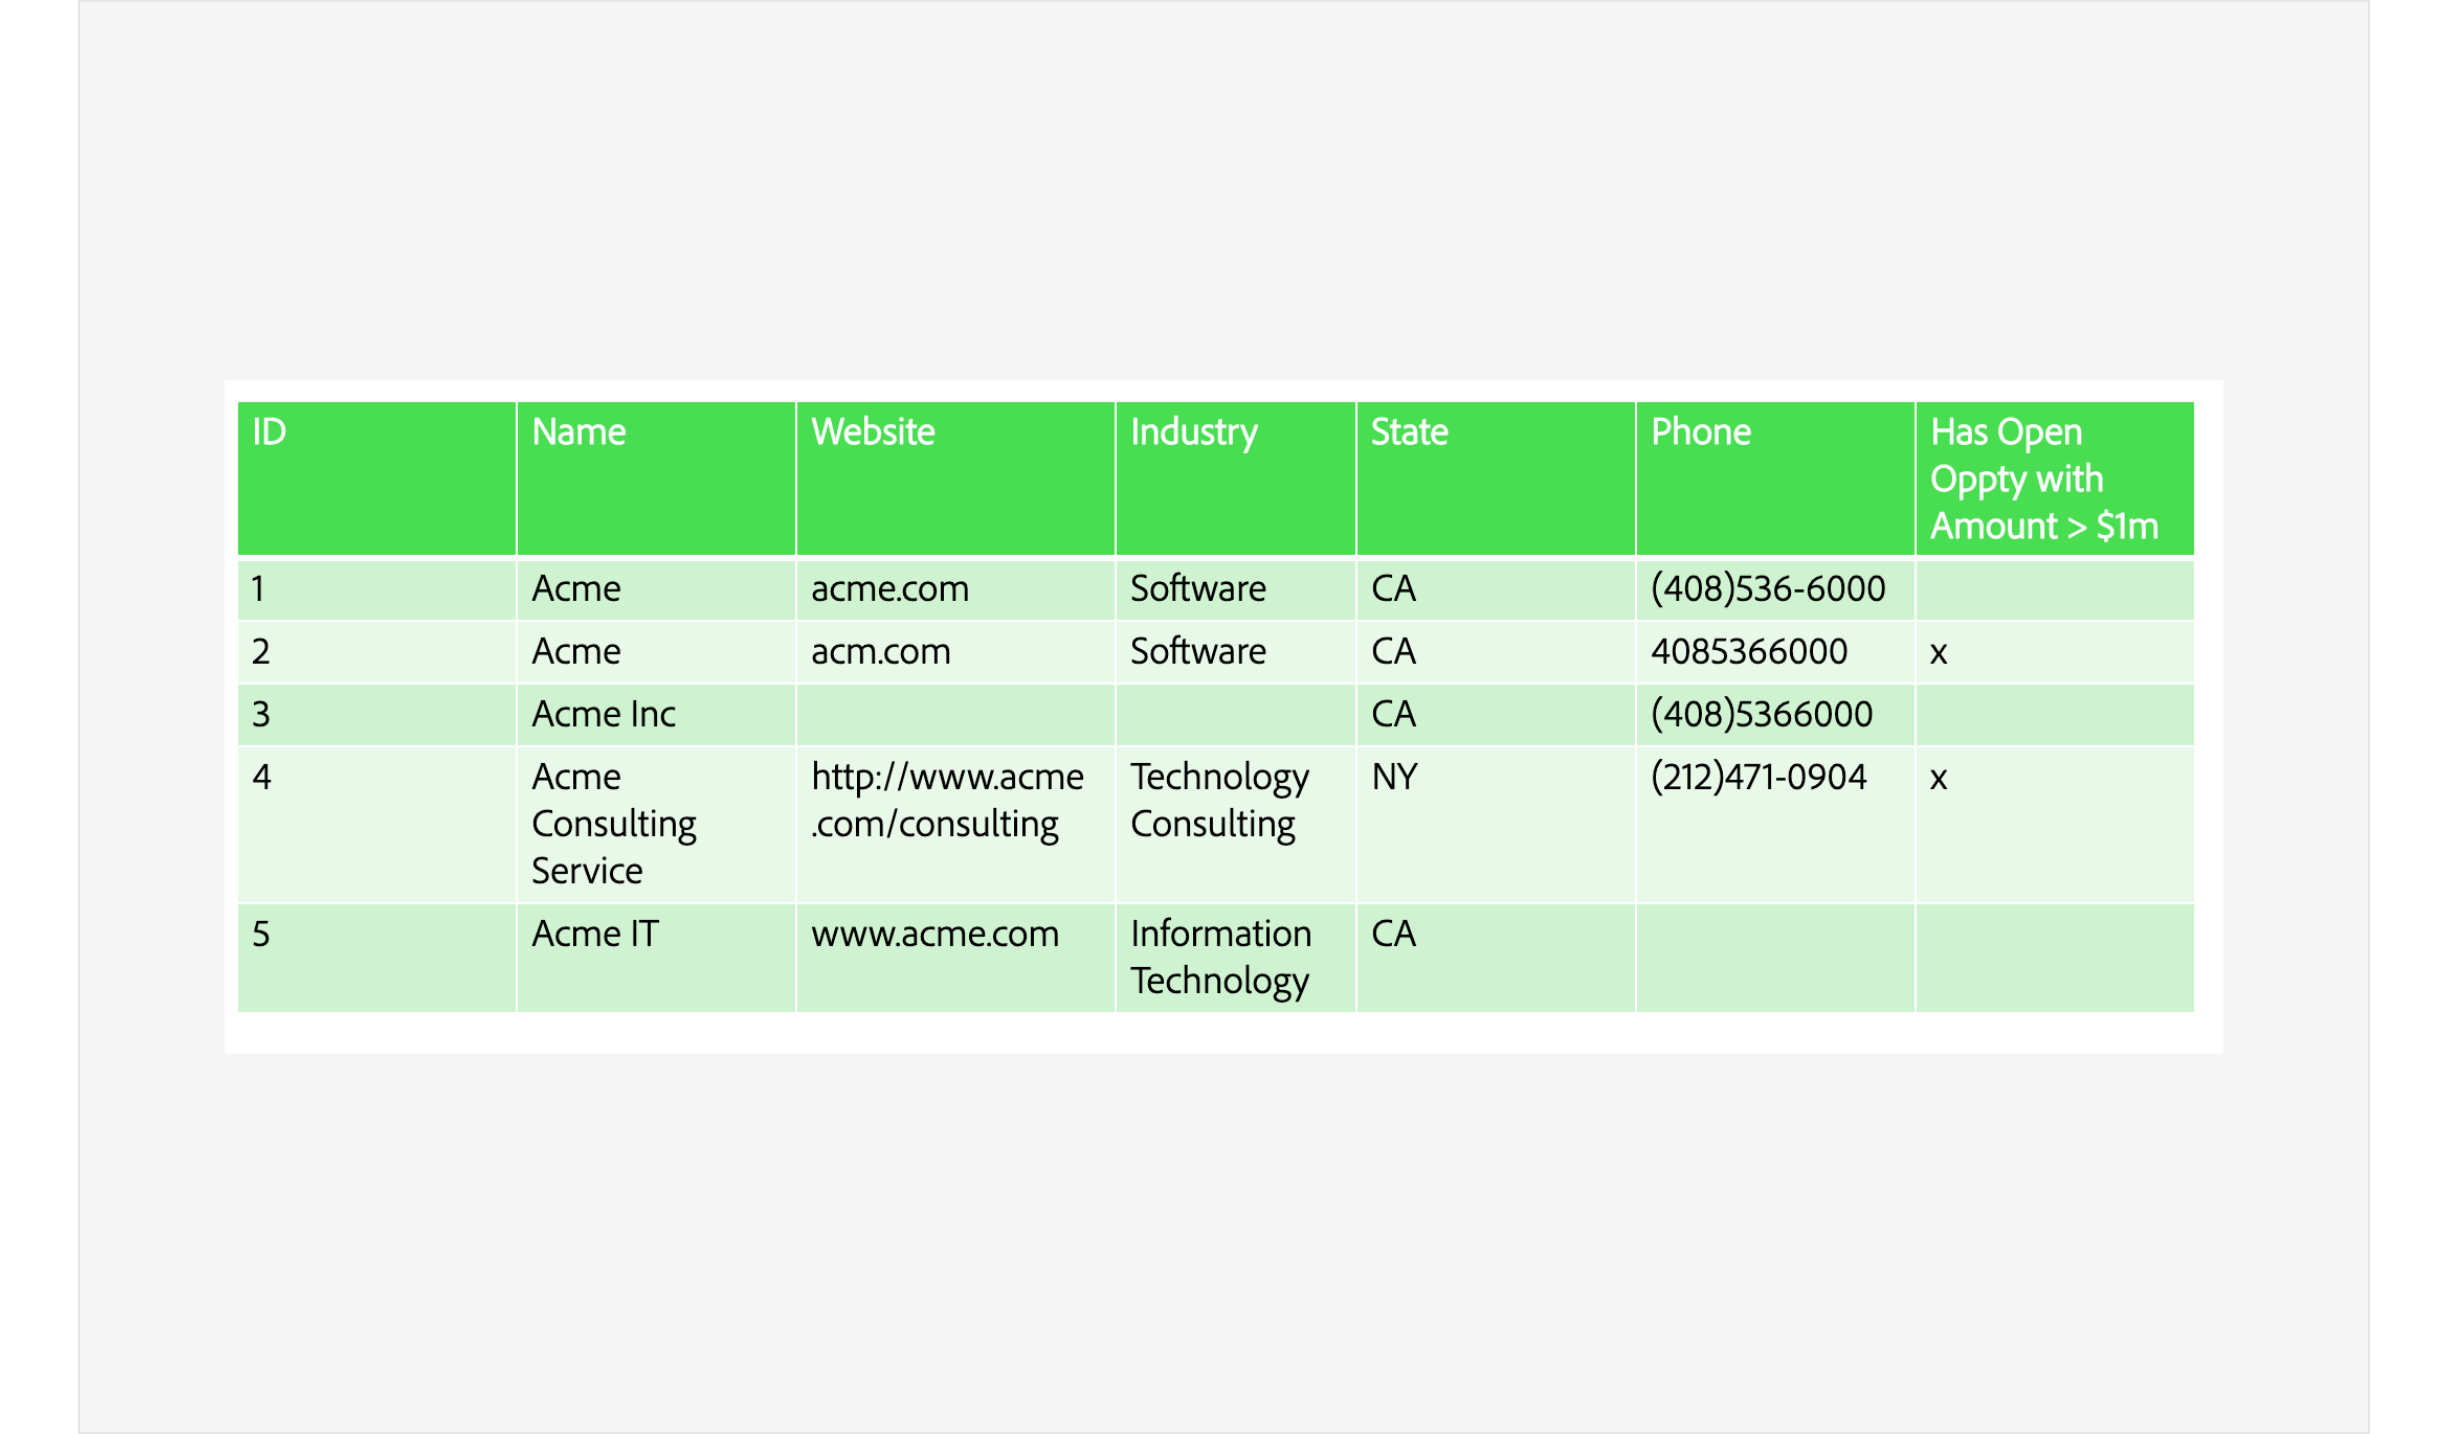 ID Name Website Industry State Phone Has Open
Oppty with
Amount > $1m
1 Acme acme.com Software CA (408)536-6000
2 Acme acm.com Software CA 4085366000 x
3 Acme Inc CA (408)5366000
4 Acme http://www.acme Technology NY (212)471-0904 x
Consulting .com/consulting Consulting
Service
5 Acme IT www.acme.com Information CA
Technology